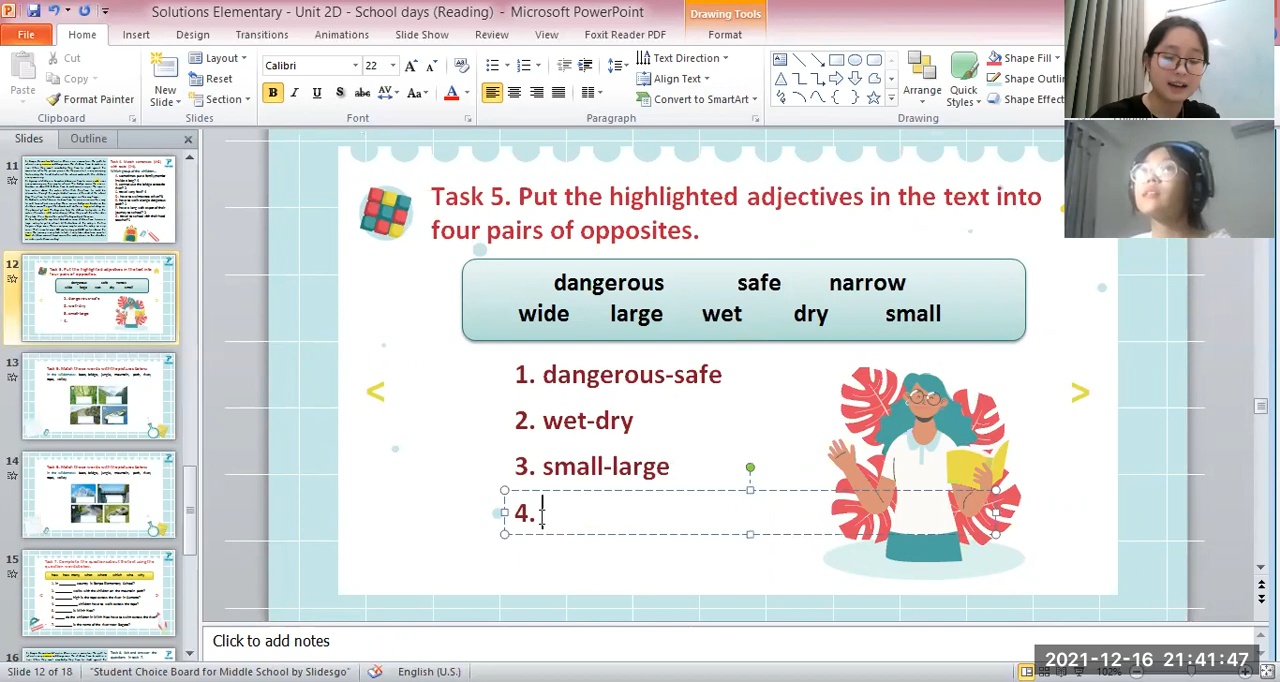 Solutions Elementary - Unit 2D - School days (Reading) - Microsoft PowerPoint
Drawing Tools
File Home Insert Design Transitions Animations Slide Show Review View Foxit Reader PDF Format
Paste
Cut
Copy
Format Painter
Clipboard
New Slide
Layout
Reset
Section
Slides
Calibri 22
Font
Text Direction
Align Text
Convert to SmartArt
Paragraph
Arrange
Quick Styles
Shape Fill
Shape Outli
Shape Effect
Drawing
Slides Outline
11
12
13
14
15
16
Task 5. Put the highlighted adjectives in the text into
four pairs of opposites.
dangerous safe narrow
wide large wet dry small
1. dangerous-safe
2. wet-dry
3. small-large
4.
Click to add notes
2021-12-16 21:41:47
Slide 12 of 18 "Student Choice Board for Middle School by Slidesgo" English (U.S.) 102%